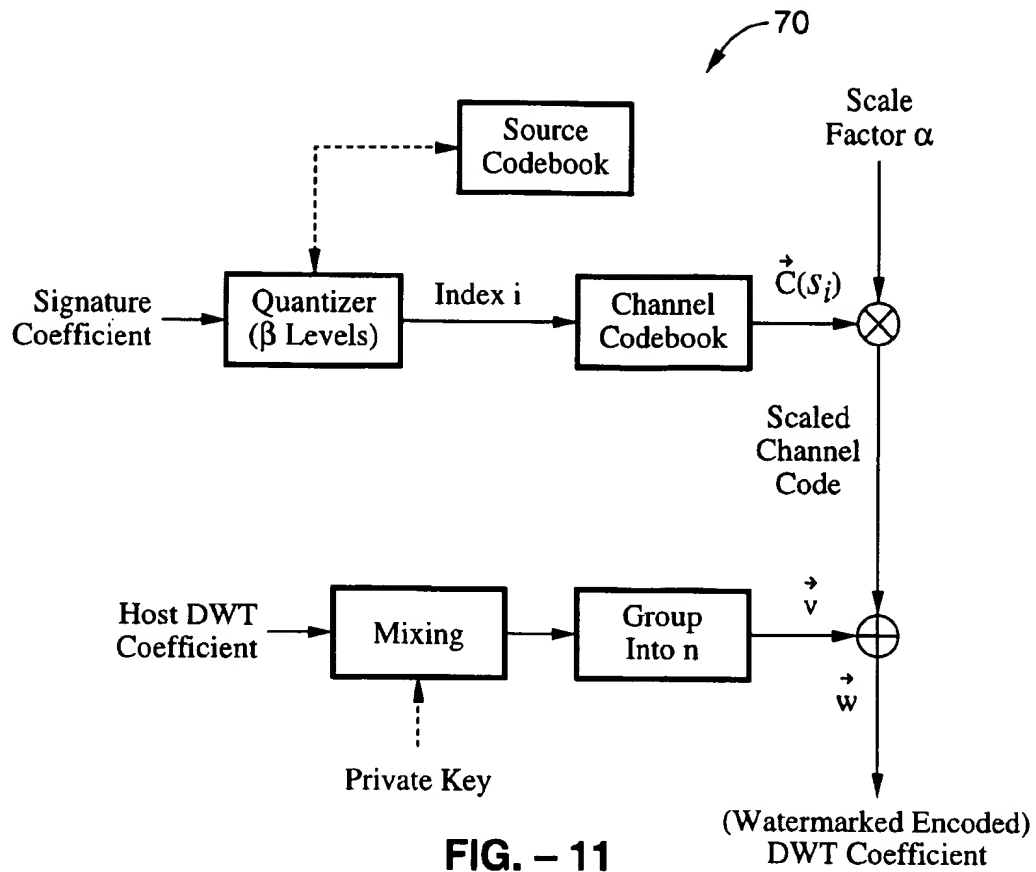 70
Source
Codebook
Scale
Factor α
Signature
Coefficient
Quantizer
(β Levels)
Index i
Channel
Codebook
C⃗(Sᵢ)
Scaled
Channel
Code
Host DWT
Coefficient
Mixing
Group
Into n
v⃗
w⃗
Private Key
(Watermarked Encoded)
DWT Coefficient
FIG. – 11